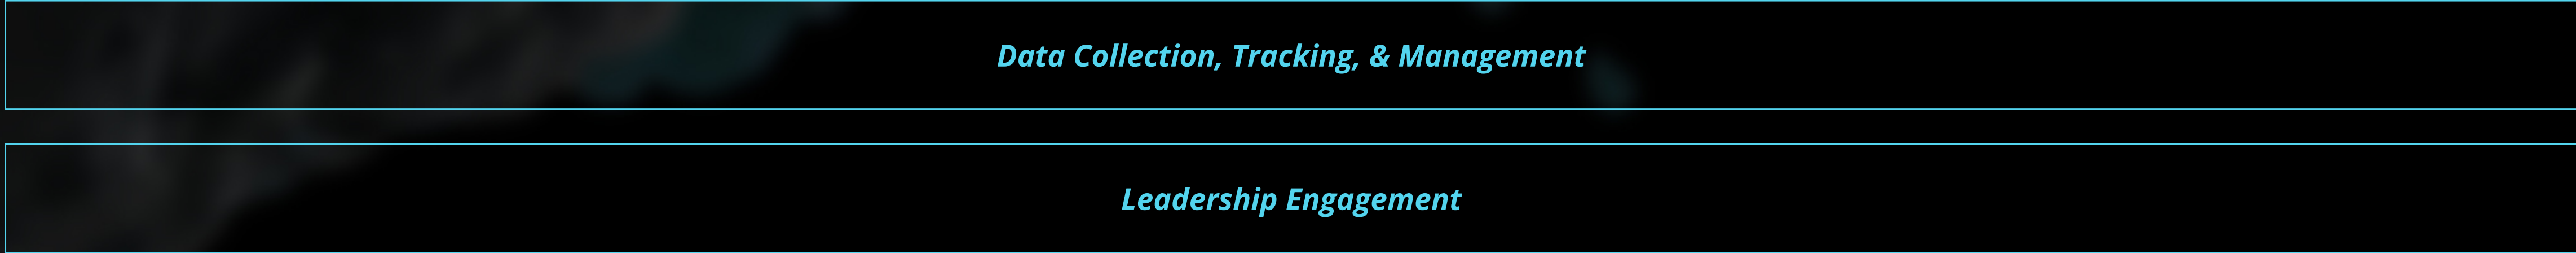 Data Collection, Tracking, & Management
Leadership Engagement